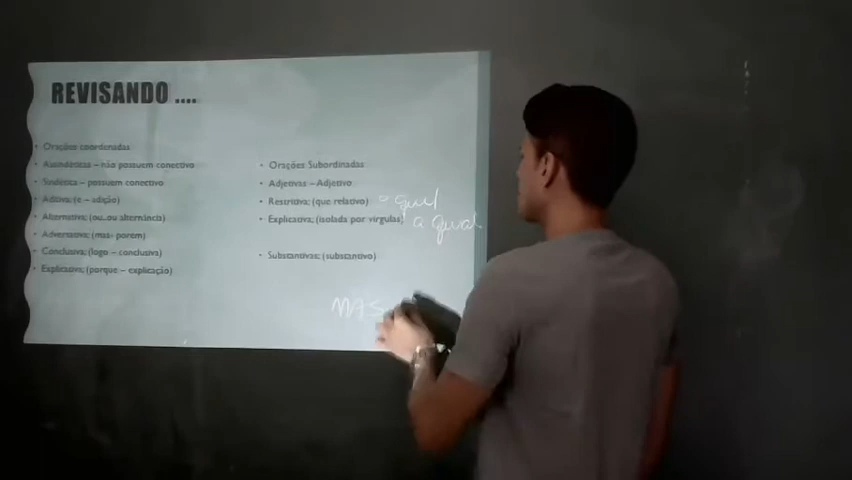 REVISANDO ....
• Orações coordenadas
• Assindéticas – não possuem conectivo
• Sindética – possuem conectivo
• Aditiva; (e – adição)
• Alternativa; (ou..ou alternância)
• Adversativa; (mas- porem)
• Conclusiva; (logo – conclusiva)
• Explicativa; (porque – explicação)
• Orações Subordinadas
• Adjetivas – Adjetivo
• Restritiva; (que relativo) o qual
• Explicativa; (isolada por virgulas) a qual
• Substantivas; (substantivo)
MAS